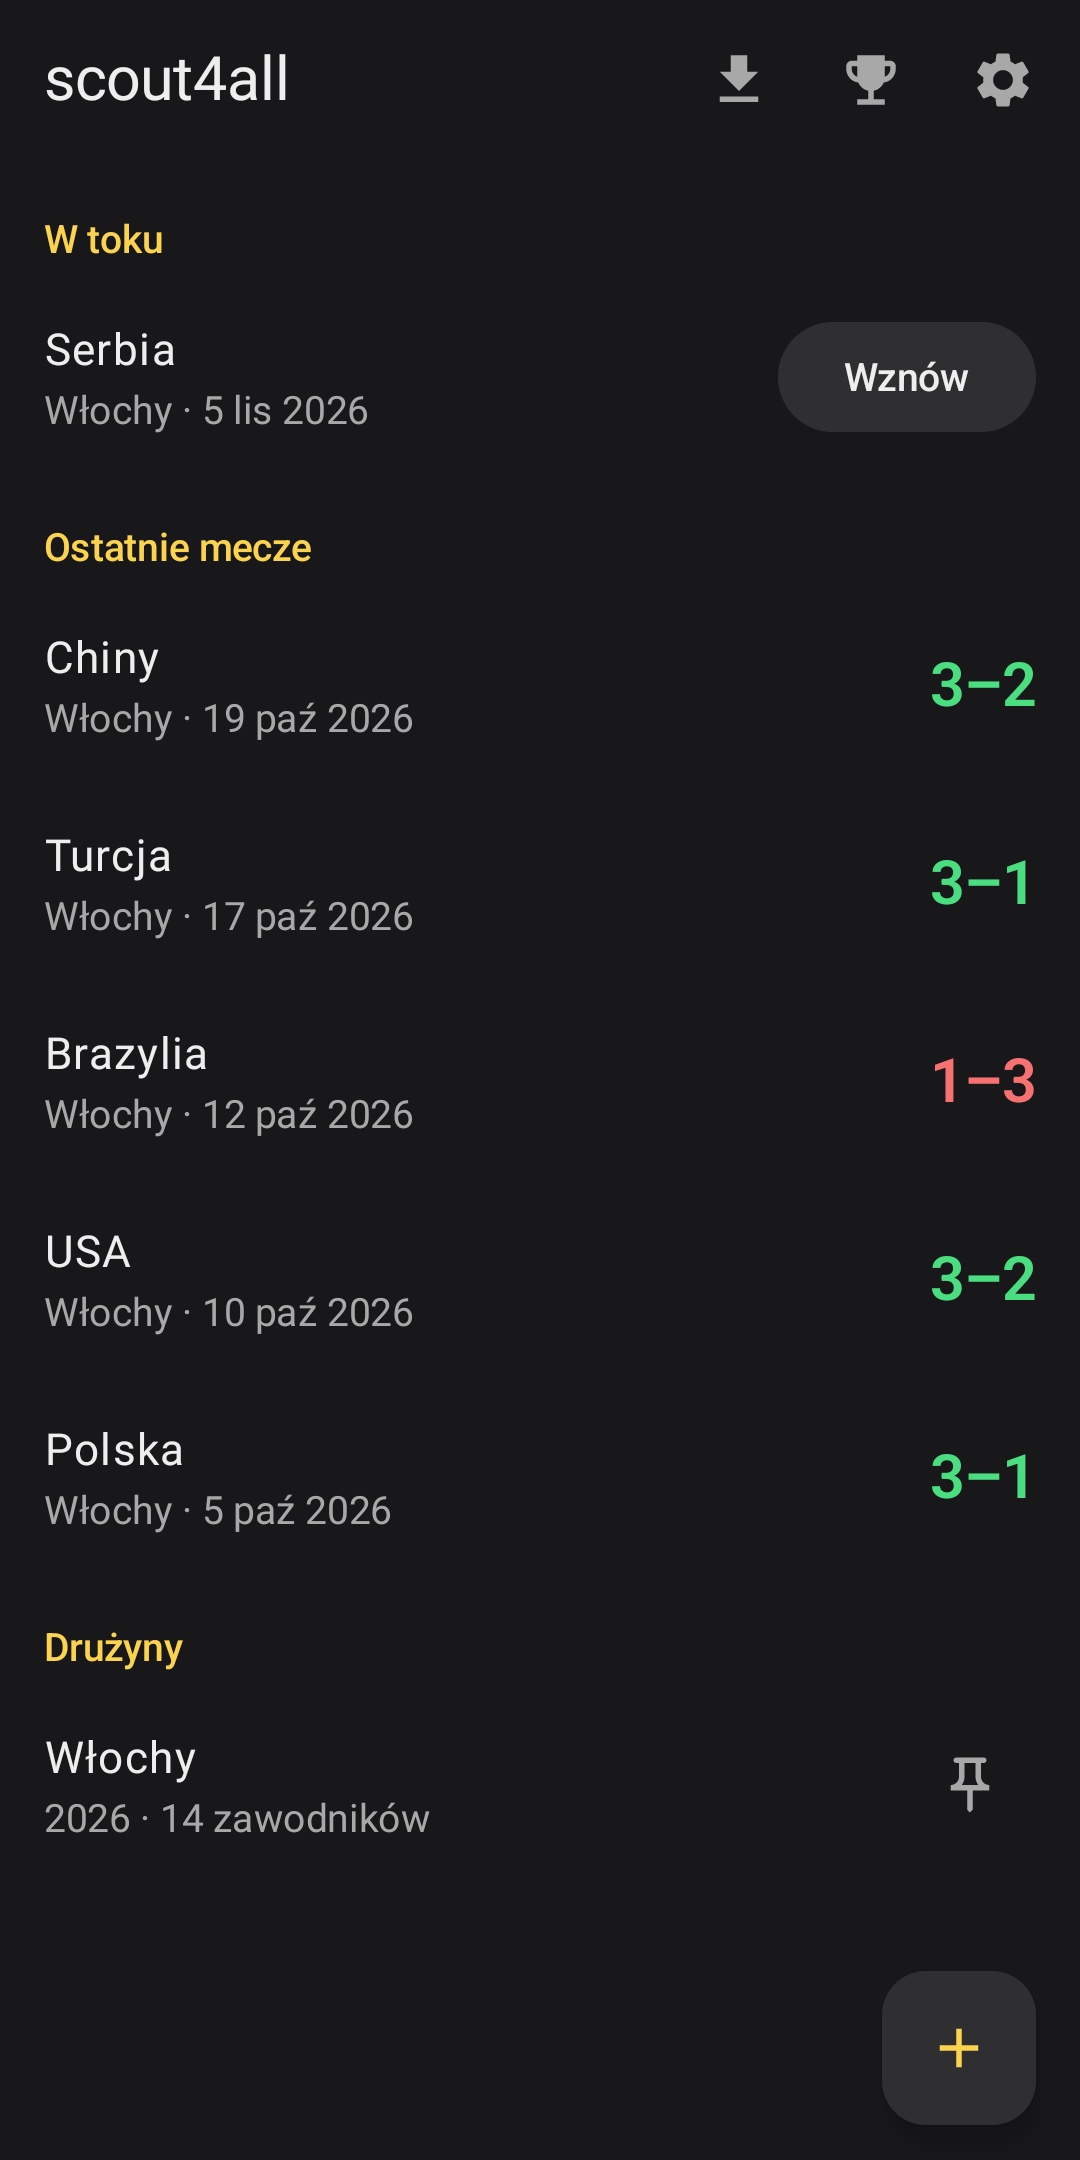 scout4all
W toku
Serbia
Włochy · 5 lis 2026
Wznów
Ostatnie mecze
Chiny
Włochy · 19 paź 2026
3–2
Turcja
Włochy · 17 paź 2026
3–1
Brazylia
Włochy · 12 paź 2026
1–3
USA
Włochy · 10 paź 2026
3–2
Polska
Włochy · 5 paź 2026
3–1
Drużyny
Włochy
2026 · 14 zawodników